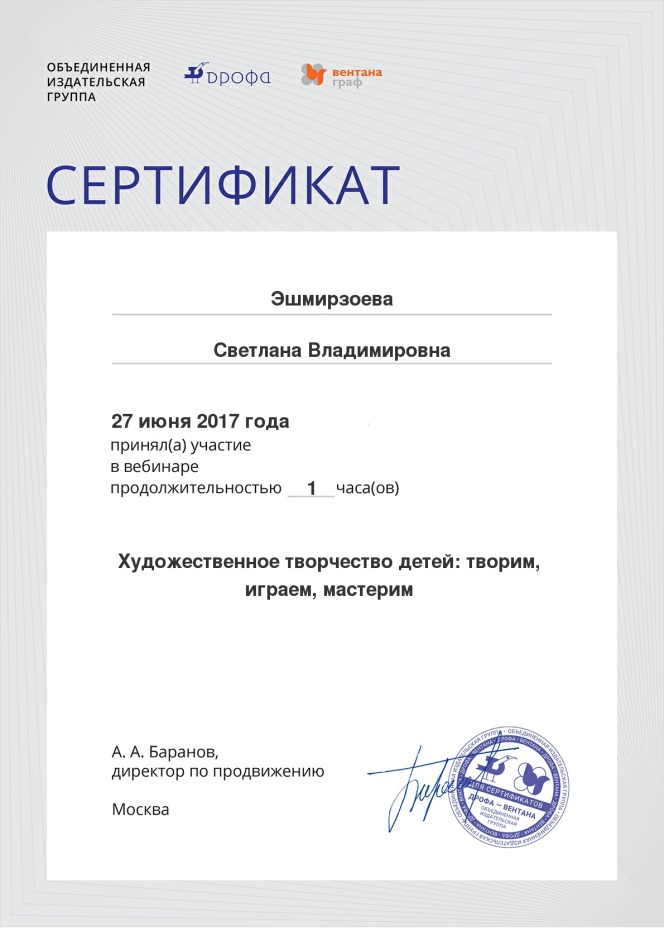 ОБЪЕДИНЕННАЯ
ИЗДАТЕЛЬСКАЯ
ГРУППА
дрофа
вентана
граф
СЕРТИФИКАТ
Эшмирзоева
Светлана Владимировна
27 июня 2017 года
принял(а) участие
в вебинаре
продолжительностью 1 часа(ов)
Художественное творчество детей: творим,
играем, мастерим
А. А. Баранов,
директор по продвижению
Москва
ДЛЯ СЕРТИФИКАТОВ
ДРОФА – ВЕНТАНА
ОБЪЕДИНЕННАЯ
ИЗДАТЕЛЬСКАЯ
ГРУППА